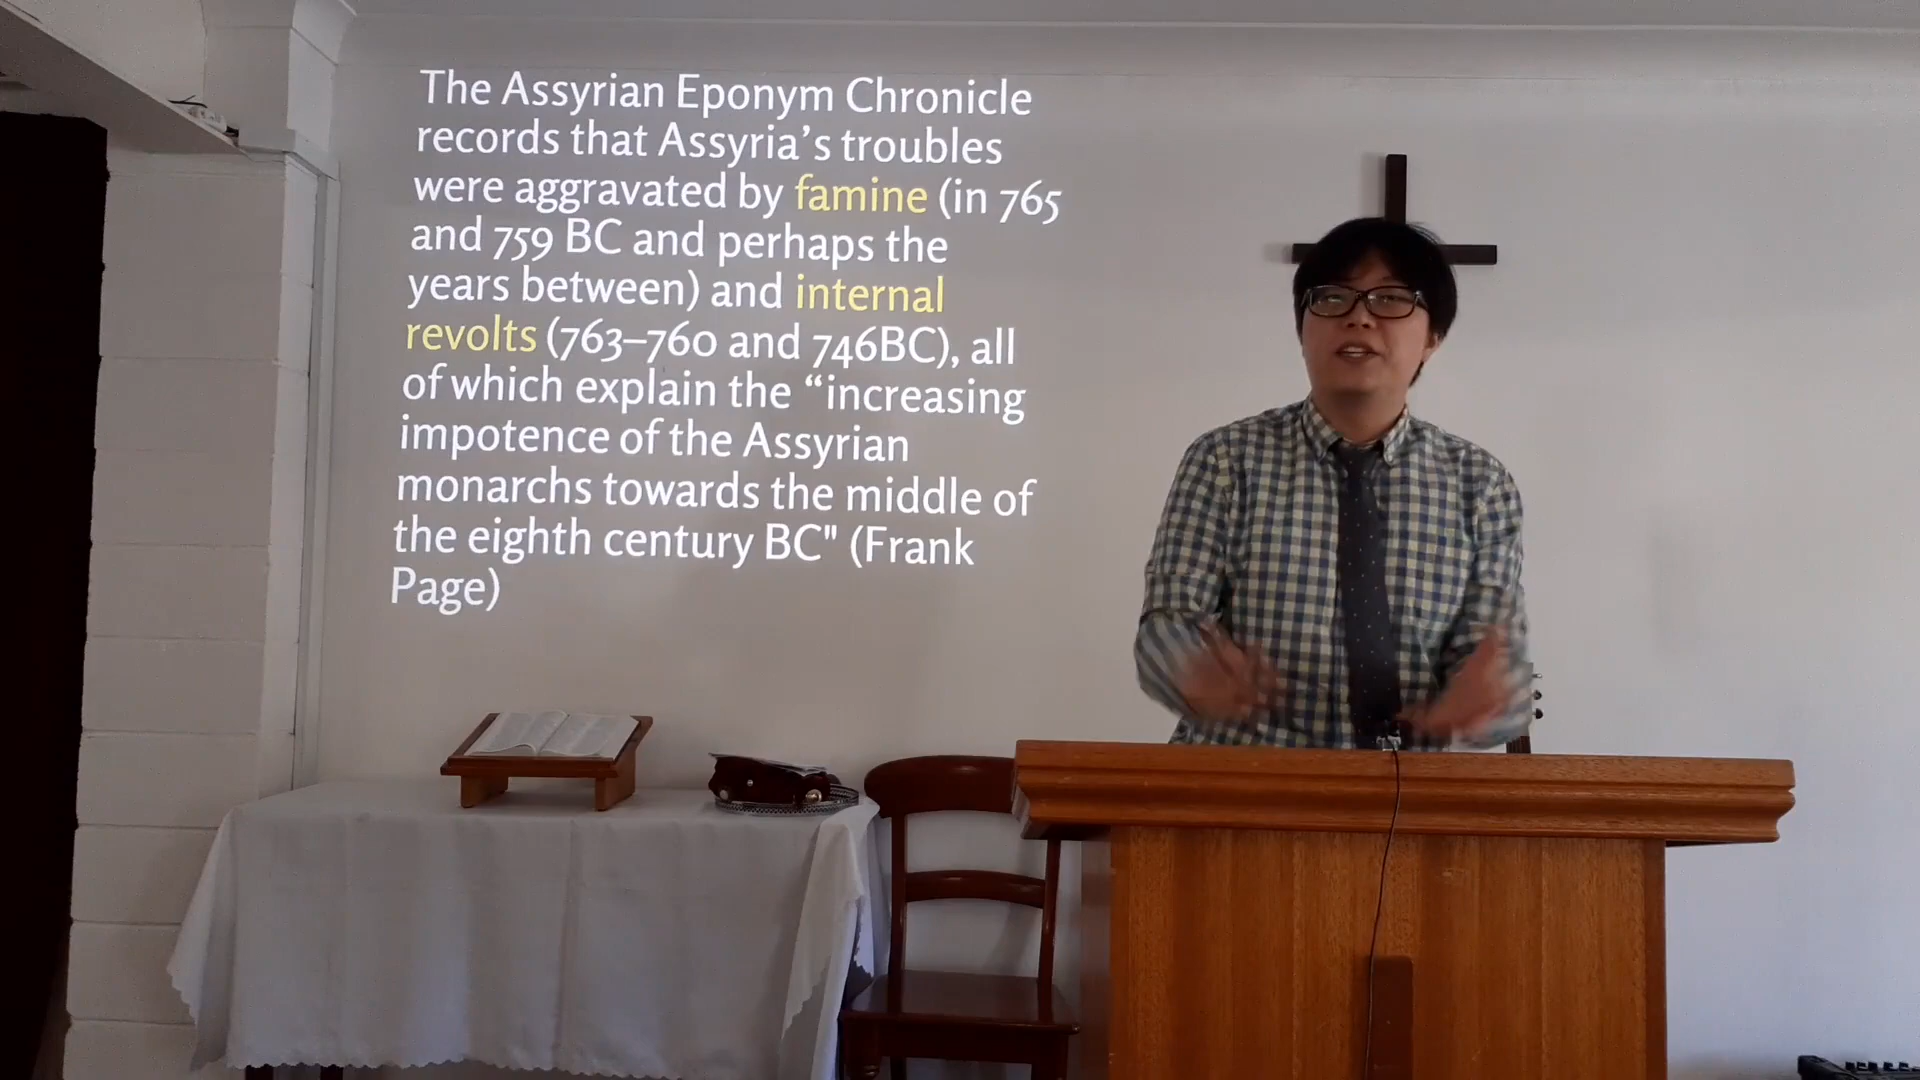 The Assyrian Eponym Chronicle
records that Assyria’s troubles
were aggravated by famine (in 765
and 759 BC and perhaps the
years between) and internal
revolts (763–760 and 746BC), all
of which explain the “increasing
impotence of the Assyrian
monarchs towards the middle of
the eighth century BC" (Frank
Page)